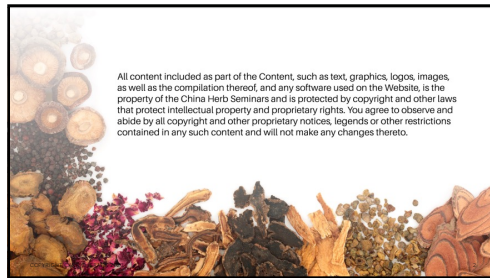 All content included as part of the Content, such as text, graphics, logos, images,
as well as the compilation thereof, and any software used on the Website, is the
property of the China Herb Seminars and is protected by copyright and other laws
that protect intellectual property and proprietary rights. You agree to observe and
abide by all copyright and other proprietary notices, legends or other restrictions
contained in any such content and will not make any changes thereto.